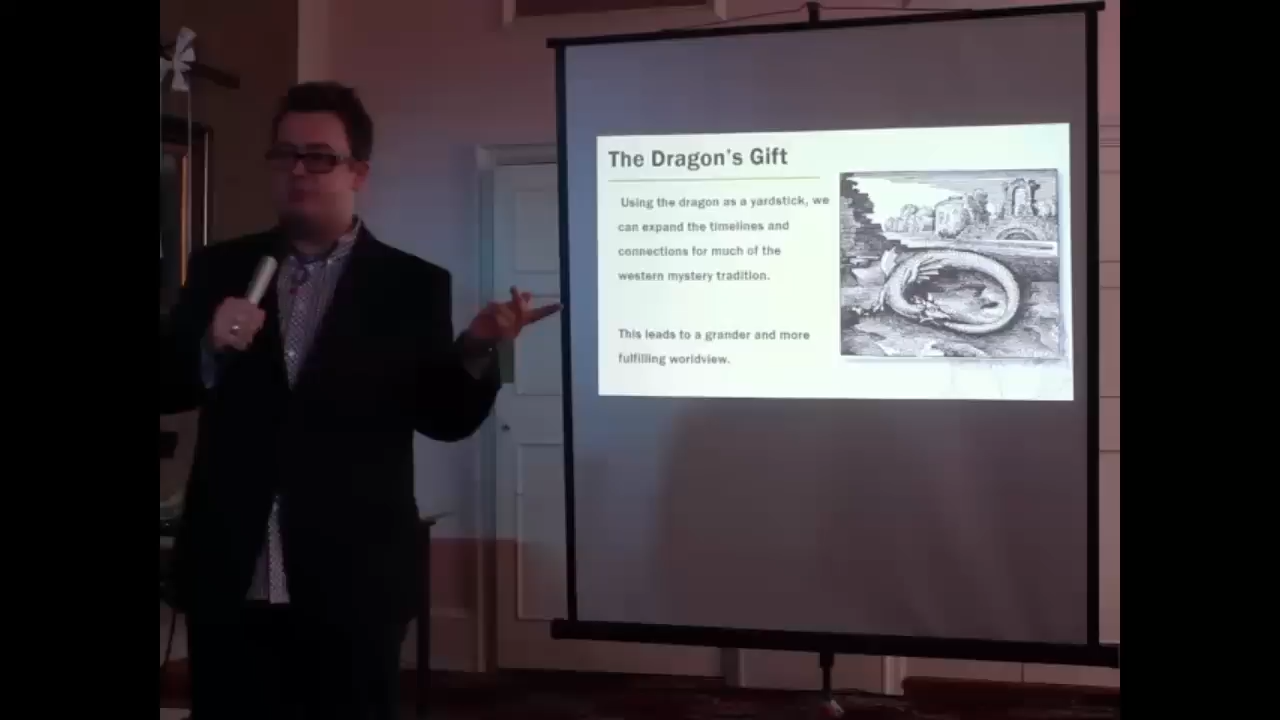 The Dragon's Gift
Using the dragon as a yardstick, we
can expand the timelines and
connections for much of the
western mystery tradition.
This leads to a grander and more
fulfilling worldview.